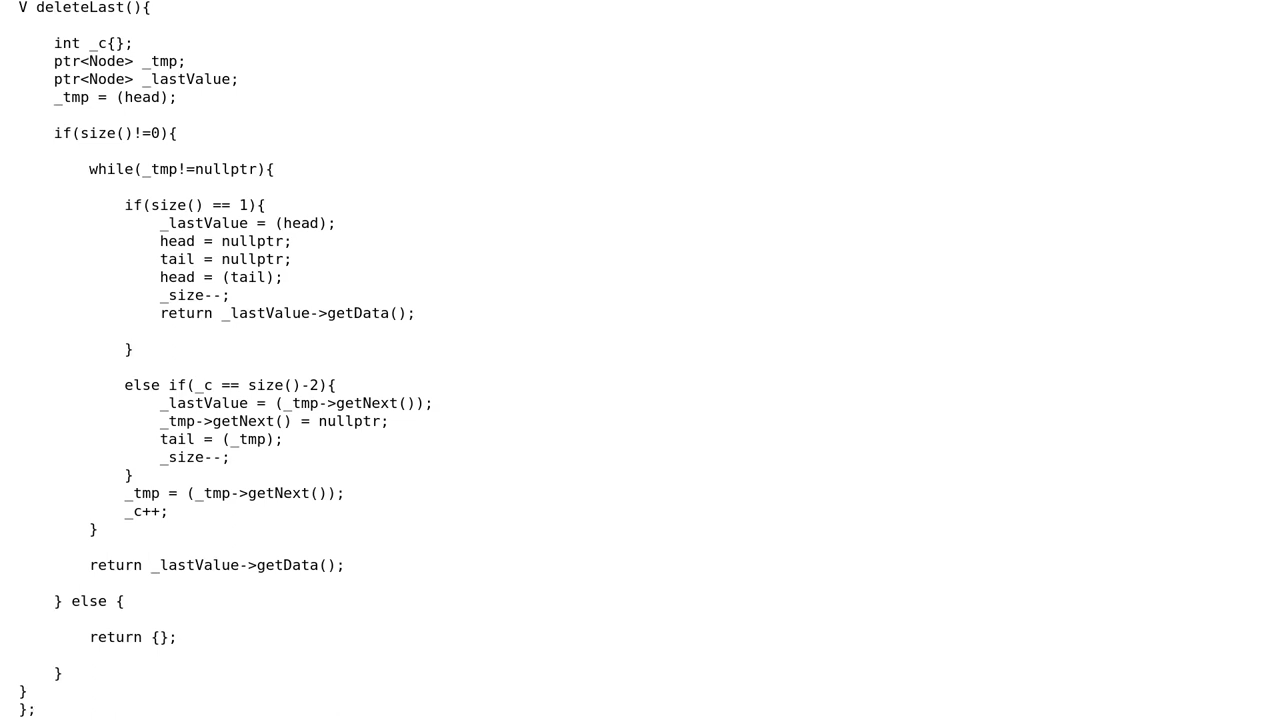 V deleteLast(){
int _c{};
ptr<Node> _tmp;
ptr<Node> _lastValue;
_tmp = (head);
if(size()!=0){
while(_tmp!=nullptr){
if(size() == 1){
_lastValue = (head);
head = nullptr;
tail = nullptr;
head = (tail);
_size--;
return _lastValue->getData();
}
else if(_c == size()-2){
_lastValue = (_tmp->getNext());
_tmp->getNext() = nullptr;
tail = (_tmp);
_size--;
}
_tmp = (_tmp->getNext());
_c++;
}
return _lastValue->getData();
} else {
return {};
}
}
};